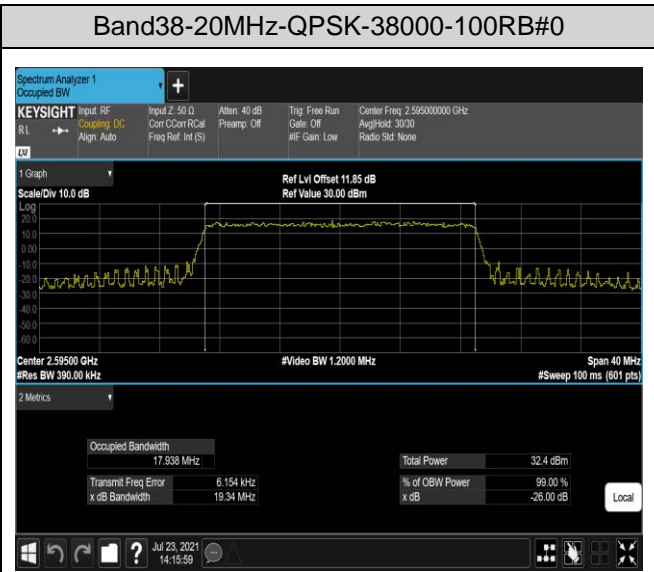 Band38-20MHz-QPSK-38000-100RB#0
Spectrum Analyzer 1
Occupied BW
+
KEYSIGHT Input: RF Input Z: 50 Ω Atten: 40 dB Trig: Free Run Center Freq: 2.595000000 GHz
RL Coupling: DC Corr CCorr RCal Preamp: Off Gate: Off Avg|Hold: 30/30
Align: Auto Freq Ref: Int (S) #IF Gain: Low Radio Std: None
LXI
1 Graph Ref Lvl Offset 11.85 dB
Scale/Div 10.0 dB Ref Value 30.00 dBm
Log
20.0
10.0
0.00
-10.0
-20.0
-30.0
-40.0
-50.0
-60.0
Center 2.59500 GHz #Video BW 1.2000 MHz Span 40 MHz
#Res BW 390.00 kHz #Sweep 100 ms (601 pts)
2 Metrics
Occupied Bandwidth
17.938 MHz Total Power 32.4 dBm
Transmit Freq Error 6.154 kHz % of OBW Power 99.00 %
x dB Bandwidth 19.34 MHz x dB -26.00 dB
Local
? Jul 23, 2021
14:15:59